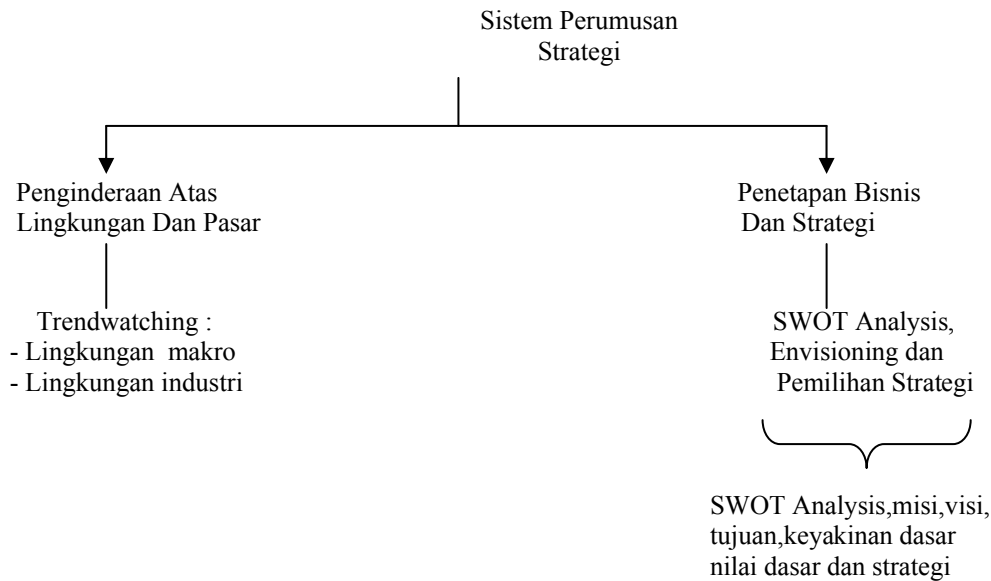 Sistem Perumusan
Strategi
Penginderaan Atas
Lingkungan Dan Pasar
Trendwatching :
- Lingkungan makro
- Lingkungan industri
Penetapan Bisnis
Dan Strategi
SWOT Analysis,
Envisioning dan
Pemilihan Strategi
SWOT Analysis,misi,visi,
tujuan,keyakinan dasar
nilai dasar dan strategi